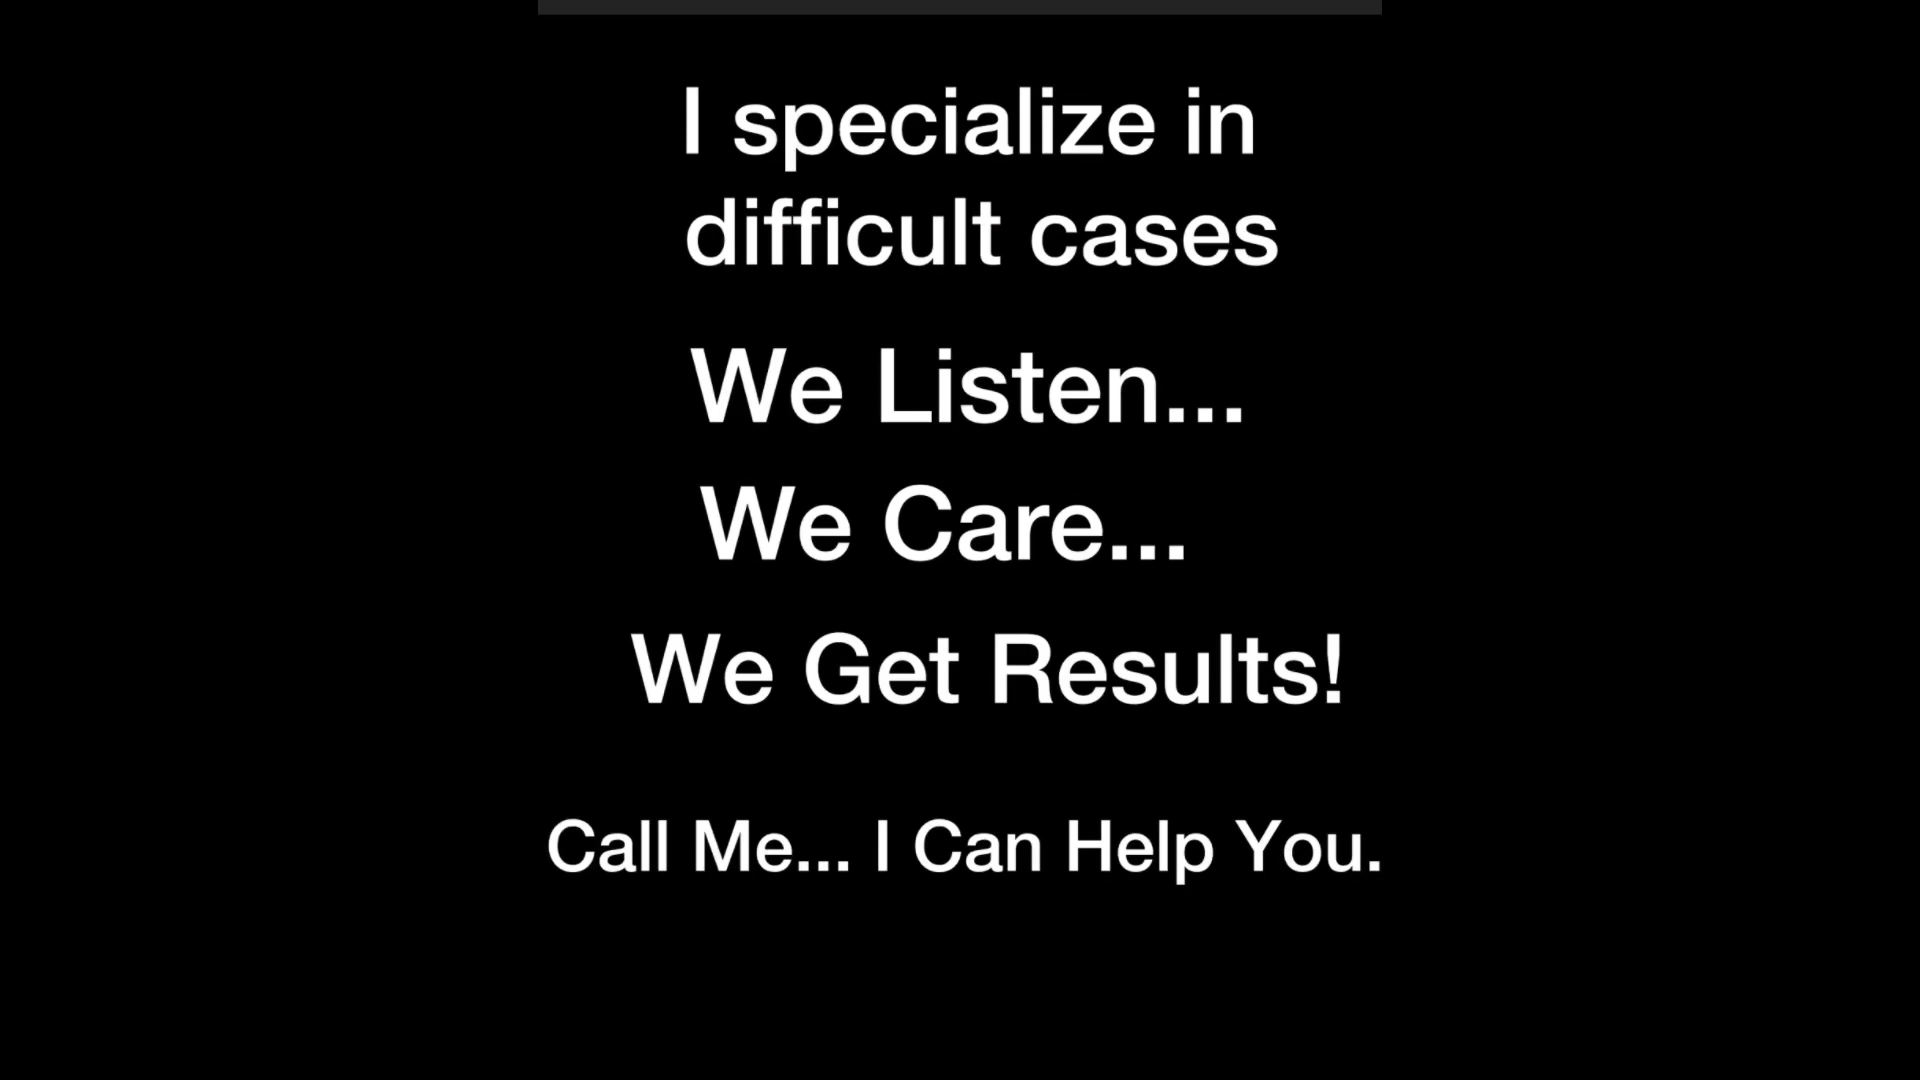 I specialize in
difficult cases
We Listen...
We Care...
We Get Results!
Call Me... I Can Help You.